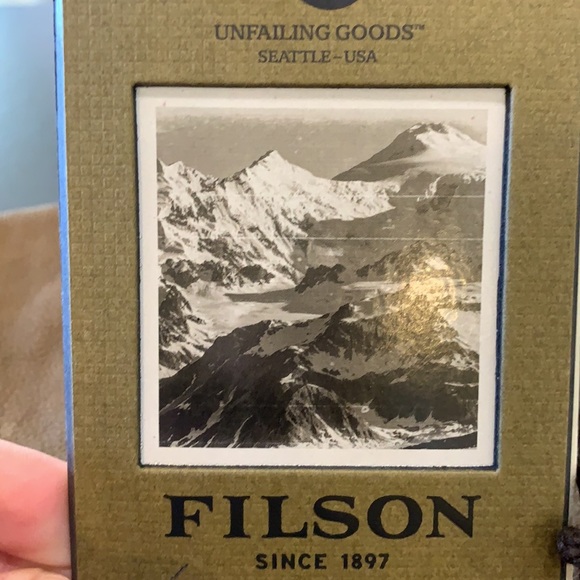 UNFAILING GOODS™
SEATTLE-USA
FILSON
SINCE 1897